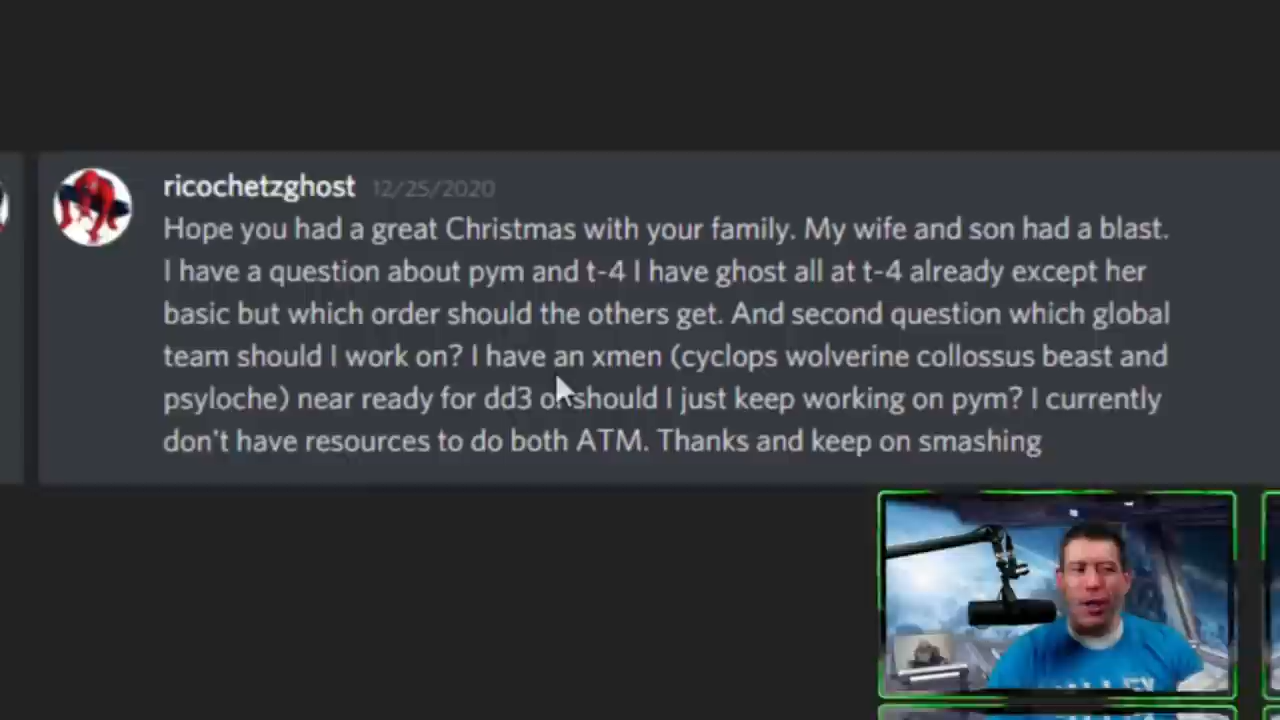 ricochetzghost 12/25/2020
Hope you had a great Christmas with your family. My wife and son had a blast.
I have a question about pym and t-4 I have ghost all at t-4 already except her
basic but which order should the others get. And second question which global
team should I work on? I have an xmen (cyclops wolverine collossus beast and
psyloche) near ready for dd3 or should I just keep working on pym? I currently
don't have resources to do both ATM. Thanks and keep on smashing